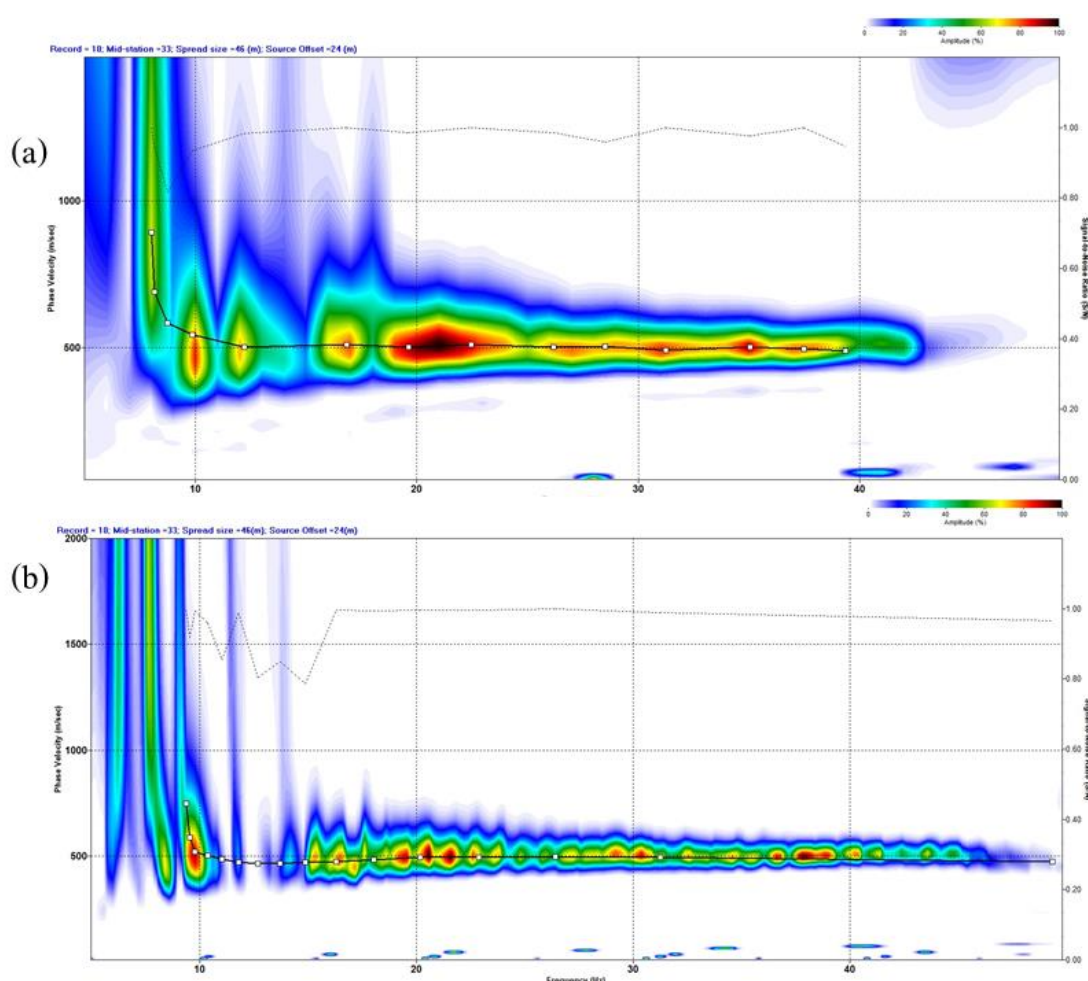 0 20 40 60 80 100
Amplitude (%)
Record = 18; Mid-station =33; Spread size =46 (m); Source Offset =24 (m)
(a)
1000
500
Phase Velocity (m/sec)
1.00
0.80
0.60
0.40
0.20
0.00
Signal-to-Noise Ratio (S/N)
10 20 30 40
0 20 40 60 80 100
Amplitude (%)
Record = 18; Mid-station =33; Spread size =46(m); Source Offset =24(m)
(b)
2000
1500
1000
500
Phase Velocity (m/sec)
1.00
0.80
0.60
0.40
0.20
0.00
10 20 30 40
Frequency (Hz)